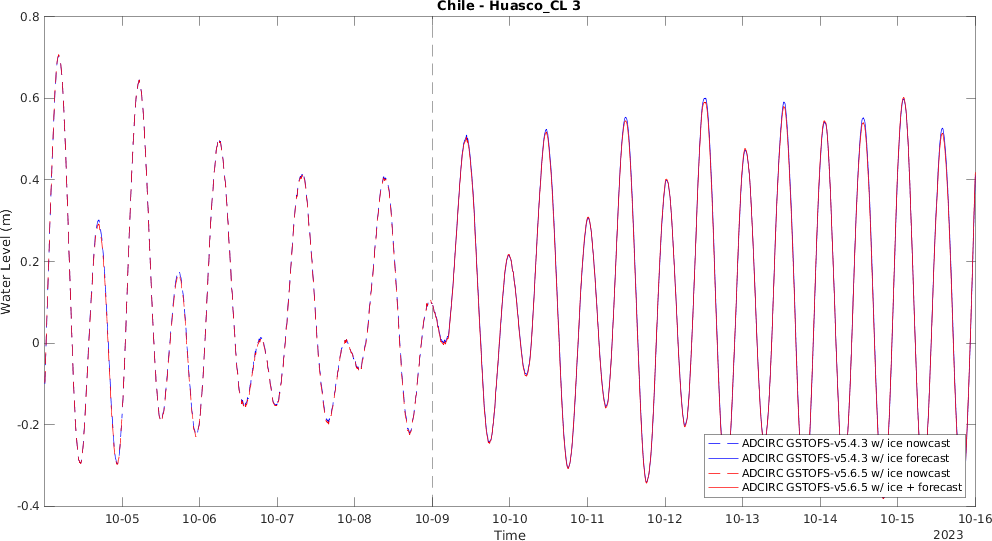 Chile - Huasco_CL 3
0.8
0.6
0.4
0.2
0
-0.2
-0.4
Water Level (m)
ADCIRC GSTOFS-v5.4.3 w/ ice nowcast
ADCIRC GSTOFS-v5.4.3 w/ ice forecast
ADCIRC GSTOFS-v5.6.5 w/ ice nowcast
ADCIRC GSTOFS-v5.6.5 w/ ice + forecast
10-05 10-06 10-07 10-08 10-09 10-10 10-11 10-12 10-13 10-14 10-15 10-16
Time
2023